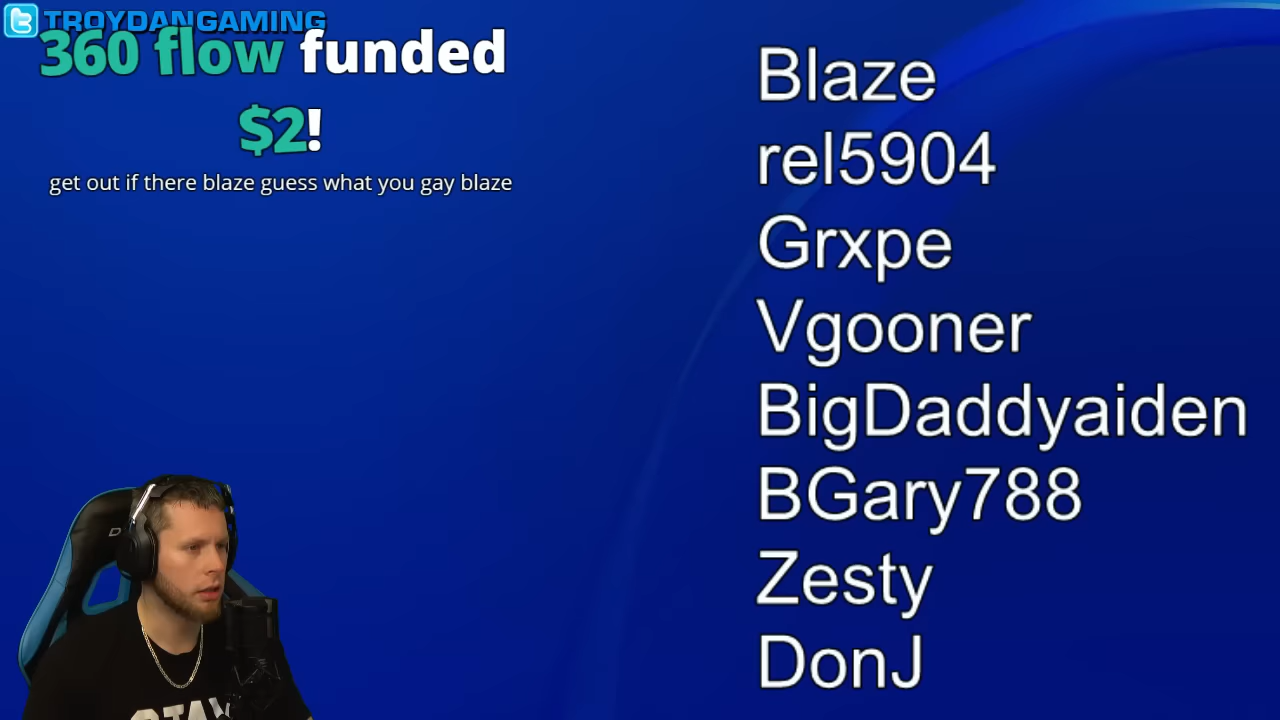 TROYDANGAMING
360 flow funded
$2!
get out if there blaze guess what you gay blaze
Blaze
rel5904
Grxpe
Vgooner
BigDaddyaiden
BGary788
Zesty
DonJ